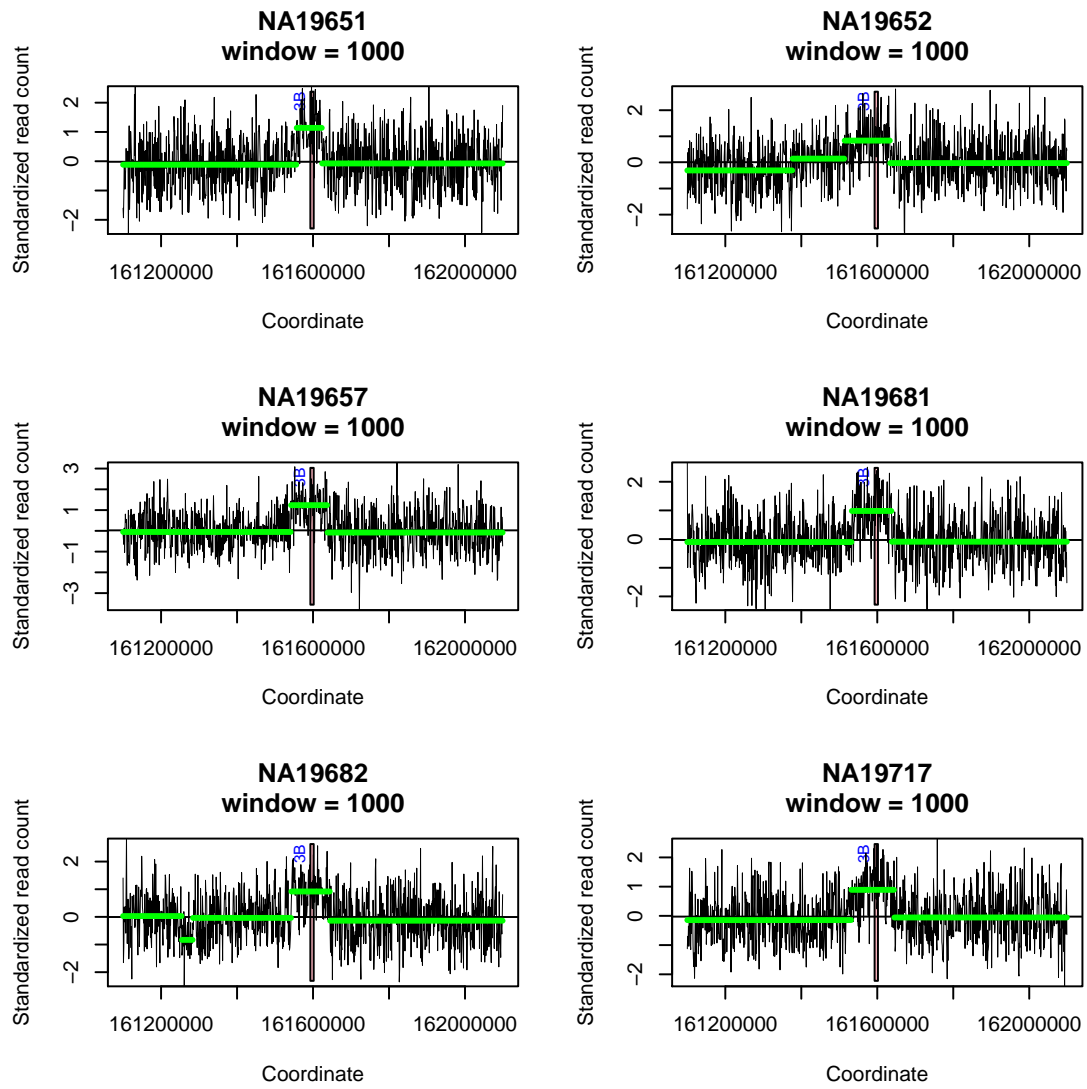 NA19651
window = 1000
Standardized read count
2
1
0
−2
3B
161200000
161600000
162000000
Coordinate
NA19652
window = 1000
Standardized read count
2
0
−2
3B
161200000
161600000
162000000
Coordinate
NA19657
window = 1000
Standardized read count
3
1
−1
−3
3B
161200000
161600000
162000000
Coordinate
NA19681
window = 1000
Standardized read count
2
0
−2
3B
161200000
161600000
162000000
Coordinate
NA19682
window = 1000
Standardized read count
2
0
−2
3B
161200000
161600000
162000000
Coordinate
NA19717
window = 1000
Standardized read count
2
1
0
−2
3B
161200000
161600000
162000000
Coordinate